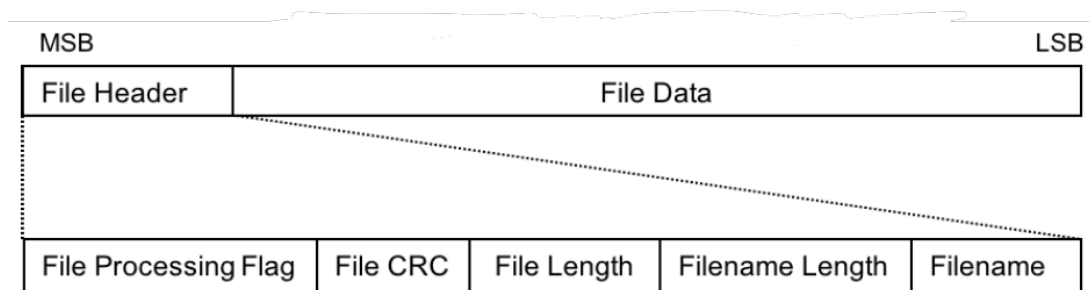 MSB LSB
File Header File Data
File Processing Flag File CRC File Length Filename Length Filename